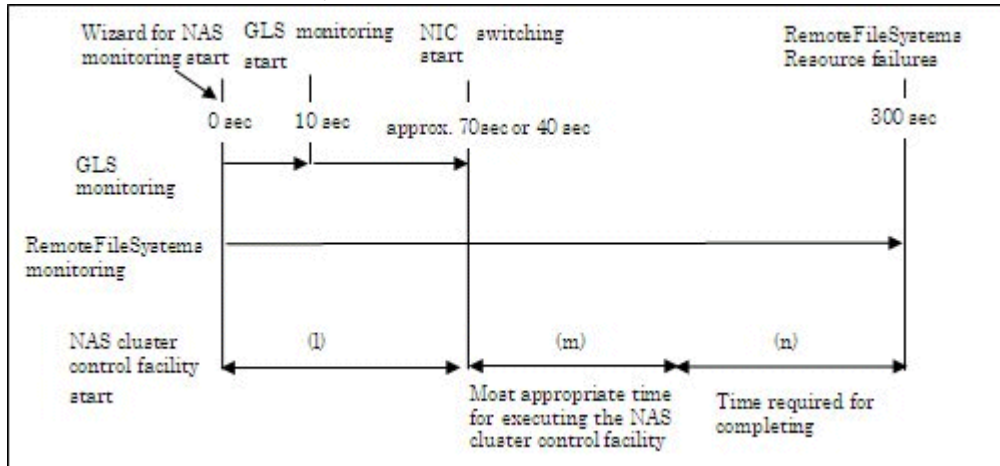 Wizard for NAS
monitoring start
GLS monitoring
start
NIC switching
start
RemoteFileSystems
Resource failures
0 sec
10 sec
approx. 70sec or 40 sec
300 sec
GLS
monitoring
RemoteFileSystems
monitoring
NAS cluster
control facility
start
(l)
(m)
(n)
Most appropriate time
for executing the NAS
cluster control facility
Time required for
completing